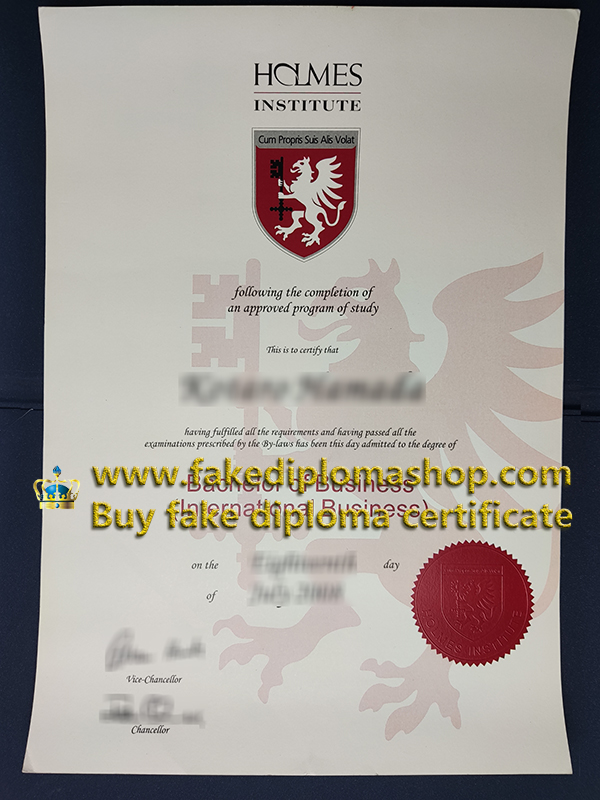 HOLMES
INSTITUTE
Cum Propris Suis Alis Volat
following the completion of
an approved program of study
This is to certify that
having fulfilled all the requirements and having passed all the
examinations prescribed by the By-laws has been this day admitted to the degree of
www.fakediplomashop.com
Bachelor of Business
(International Business)
Buy fake diploma certificate
on the day
of
HOLMES INSTITUTE
Vice-Chancellor
Chancellor